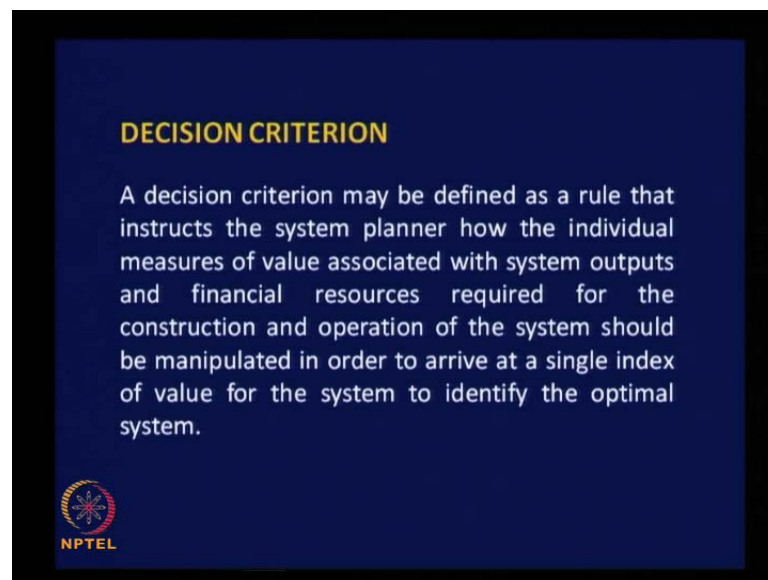 DECISION CRITERION
A decision criterion may be defined as a rule that
instructs the system planner how the individual
measures of value associated with system outputs
and financial resources required for the
construction and operation of the system should
be manipulated in order to arrive at a single index
of value for the system to identify the optimal
system.
NPTEL